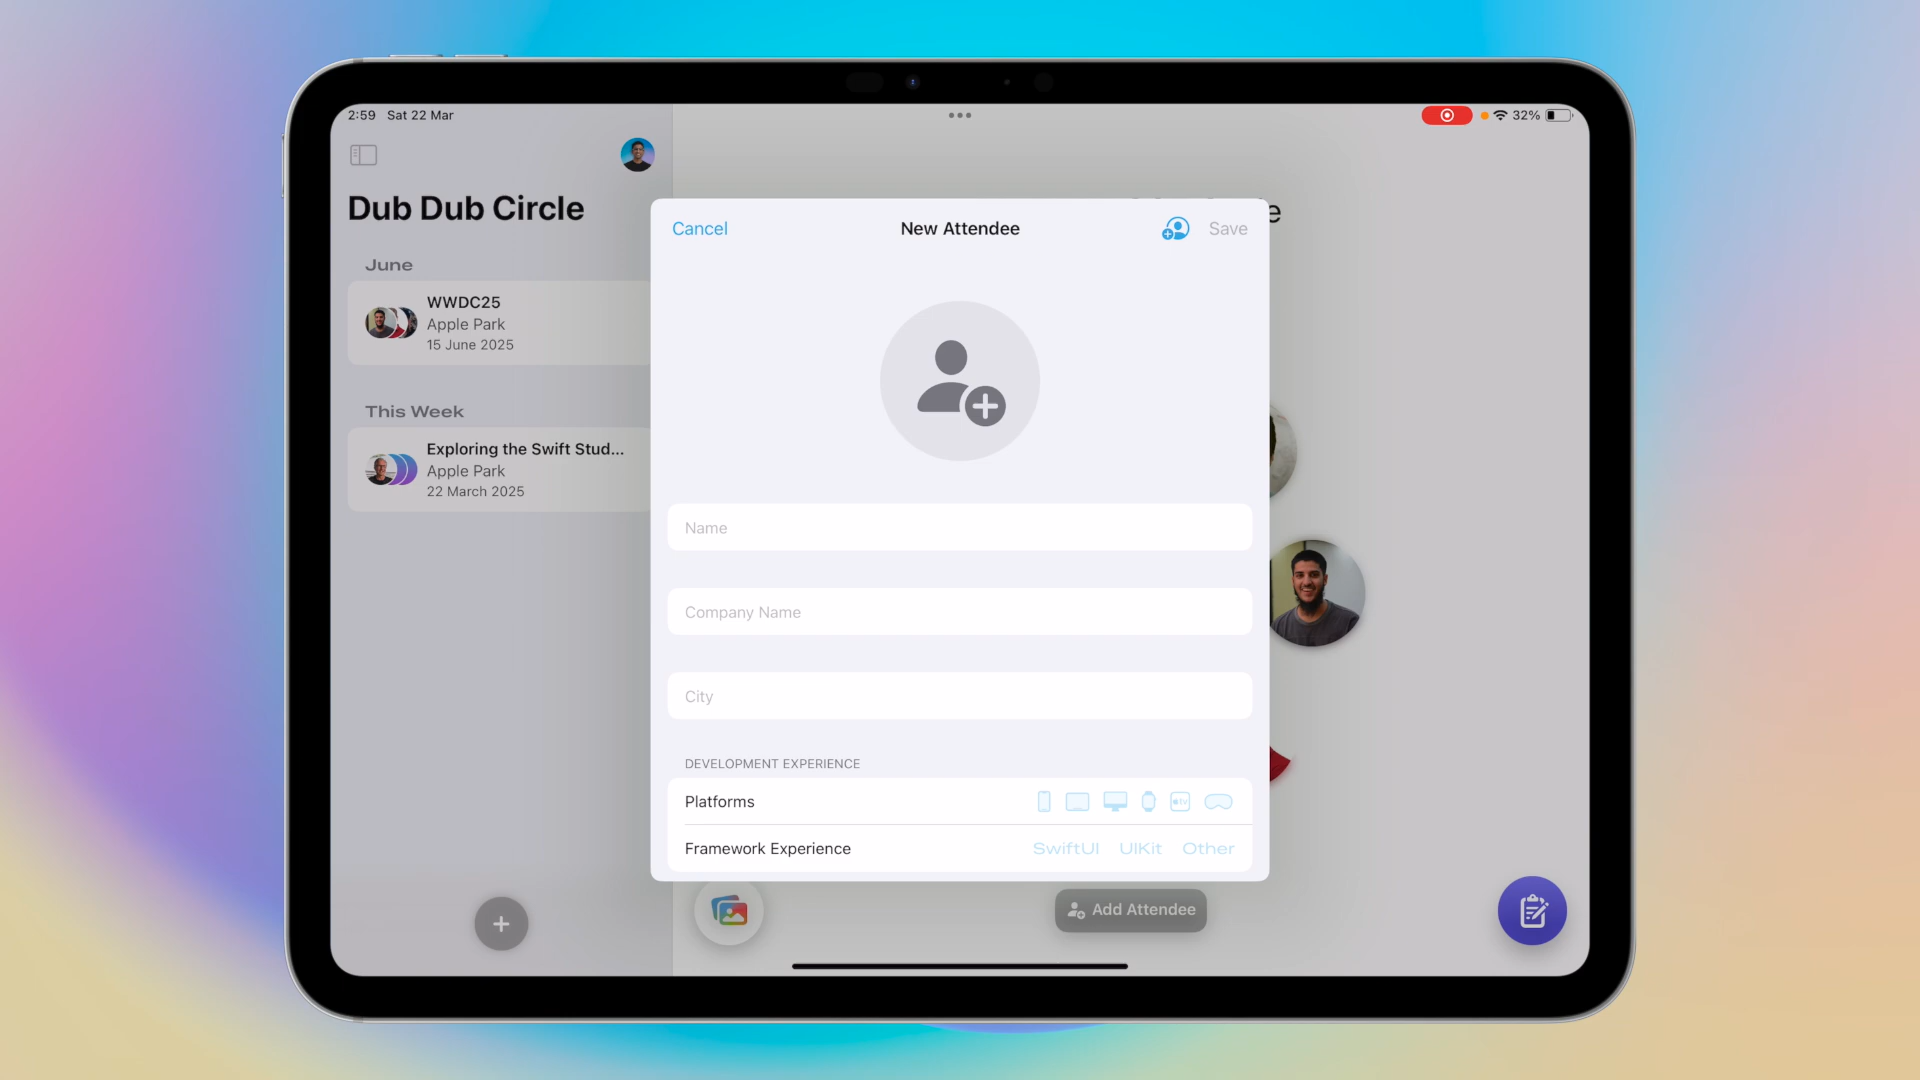 2:59 Sat 22 Mar
32%
Dub Dub Circle
June
WWDC25
Apple Park
15 June 2025
This Week
Exploring the Swift Stud...
Apple Park
22 March 2025
Cancel
New Attendee
Save
Name
Company Name
City
DEVELOPMENT EXPERIENCE
Platforms
tv
Framework Experience
SwiftUI UIKit Other
Add Attendee